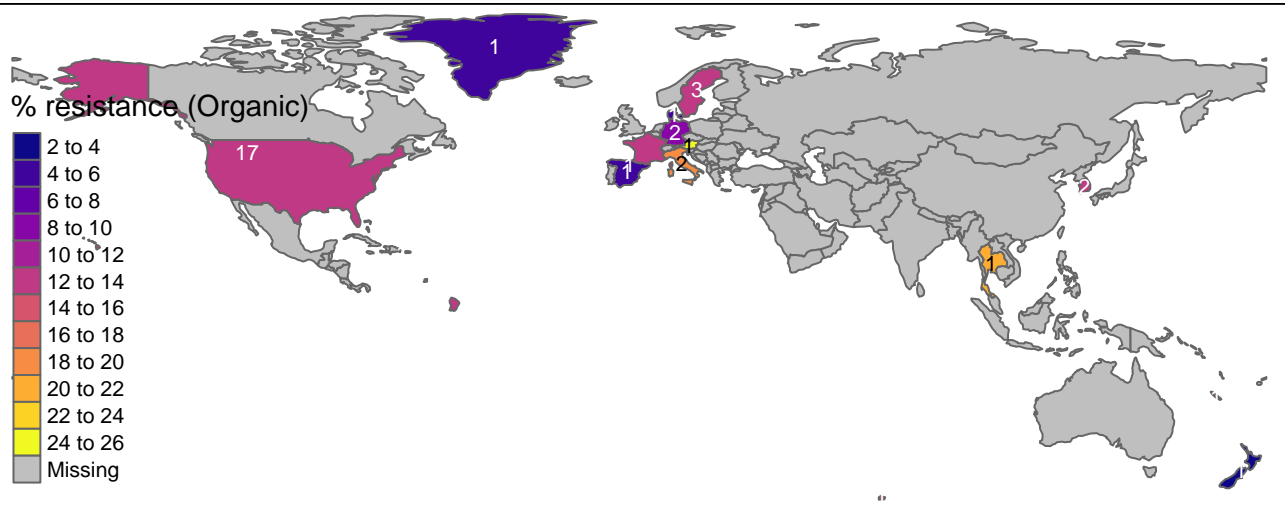 1
3
1
% resistance (Organic)
2
17
1
2
1
2
1
2 to 4
4 to 6
6 to 8
8 to 10
10 to 12
12 to 14
14 to 16
16 to 18
18 to 20
20 to 22
22 to 24
24 to 26
Missing
1